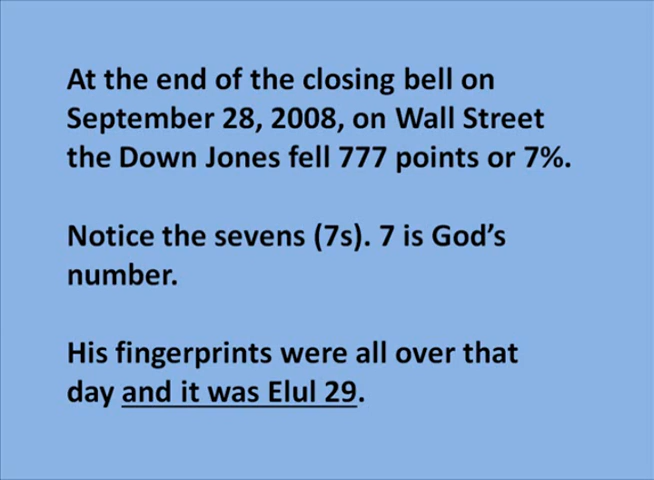 At the end of the closing bell on
September 28, 2008, on Wall Street
the Down Jones fell 777 points or 7%.
Notice the sevens (7s). 7 is God's
number.
His fingerprints were all over that
day and it was Elul 29.